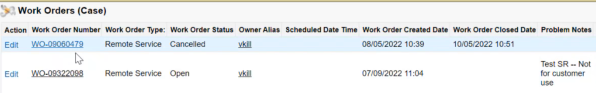 Work Orders (Case)
Action Work Order Number Work Order Type: Work Order Status Owner Alias Scheduled Date Time Work Order Created Date Work Order Closed Date Problem Notes
Edit WO-09060479 Remote Service Cancelled vkill 08/05/2022 10:39 10/05/2022 10:51
Edit WO-09322098 Remote Service Open vkill 07/09/2022 11:04 Test SR -- Not
for customer
use